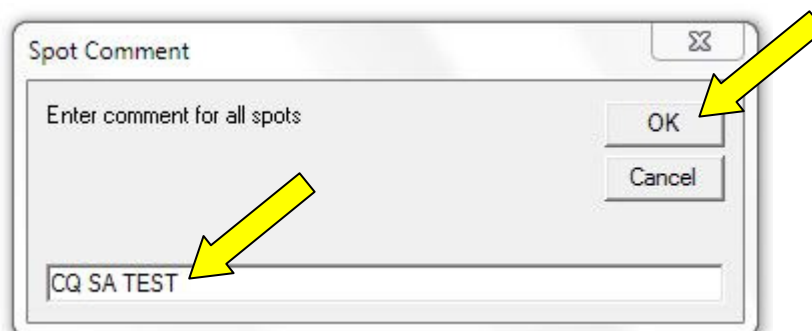 Spot Comment
Enter comment for all spots
OK
Cancel
CQ SA TEST